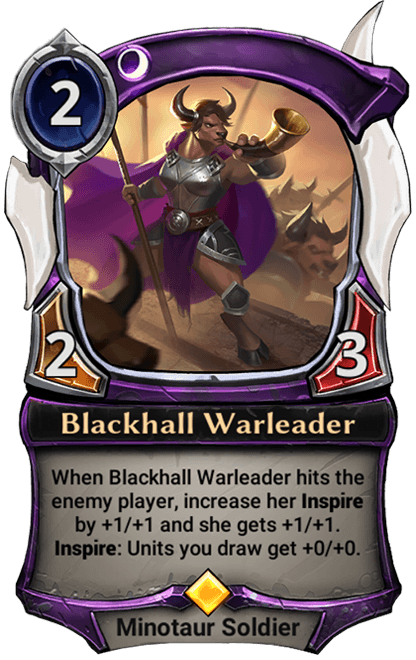 2
2
3
Blackhall Warleader
When Blackhall Warleader hits the
enemy player, increase her Inspire
by +1/+1 and she gets +1/+1.
Inspire: Units you draw get +0/+0.
Minotaur Soldier